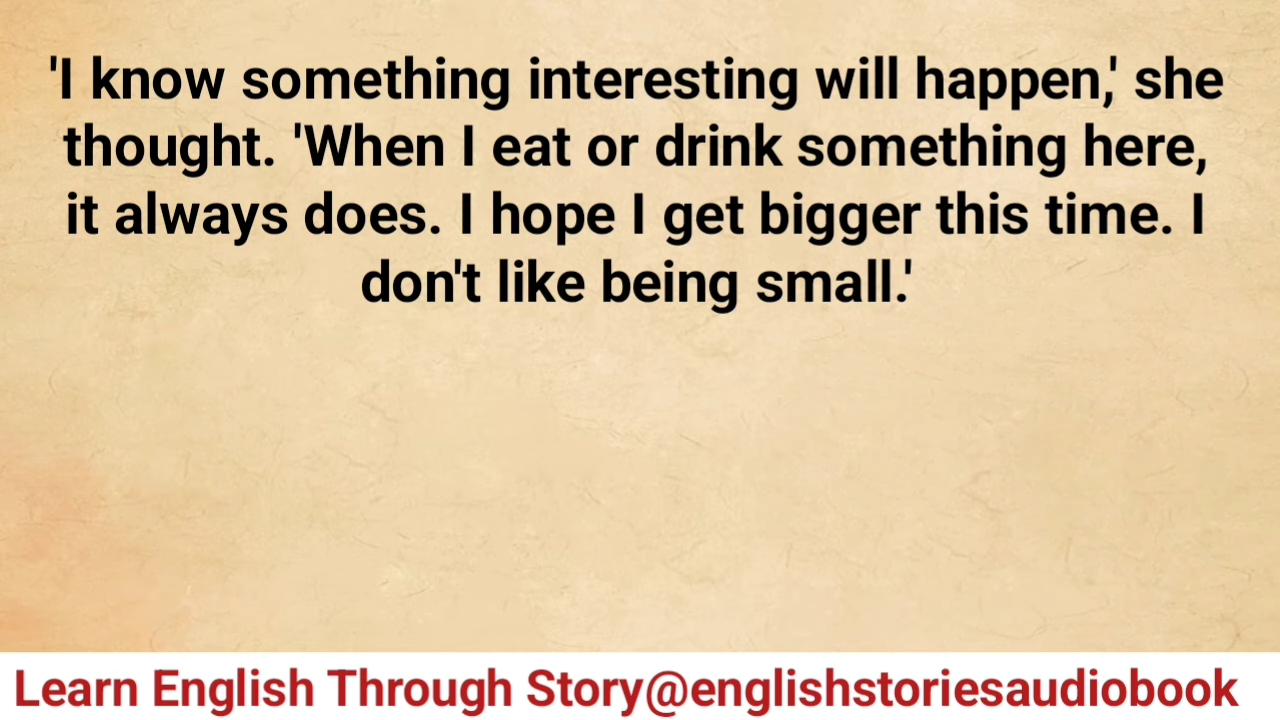 'I know something interesting will happen,' she
thought. 'When I eat or drink something here,
it always does. I hope I get bigger this time. I
don't like being small.'
Learn English Through Story@englishstoriesaudiobook